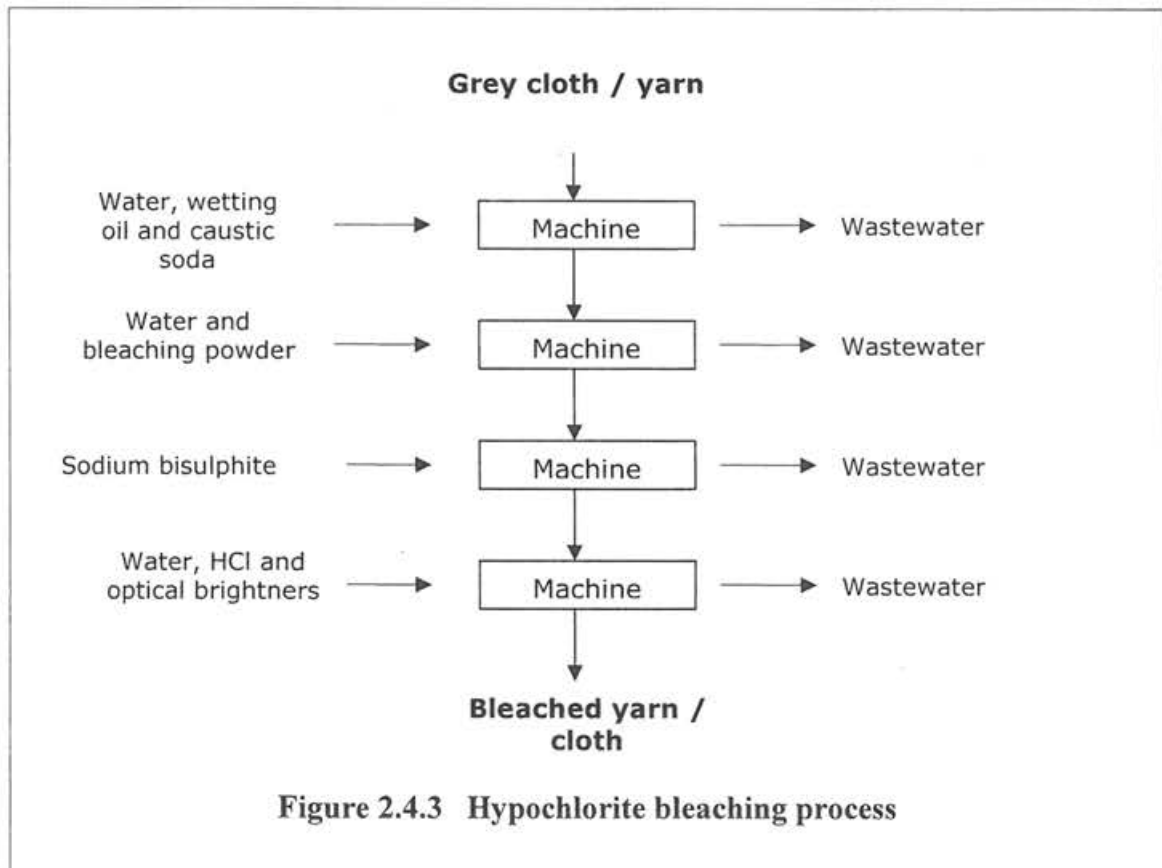 Grey cloth / yarn
Water, wetting
oil and caustic
soda
Machine
Wastewater
Water and
bleaching powder
Machine
Wastewater
Sodium bisulphite
Machine
Wastewater
Water, HCl and
optical brightners
Machine
Wastewater
Bleached yarn /
cloth
Figure 2.4.3 Hypochlorite bleaching process